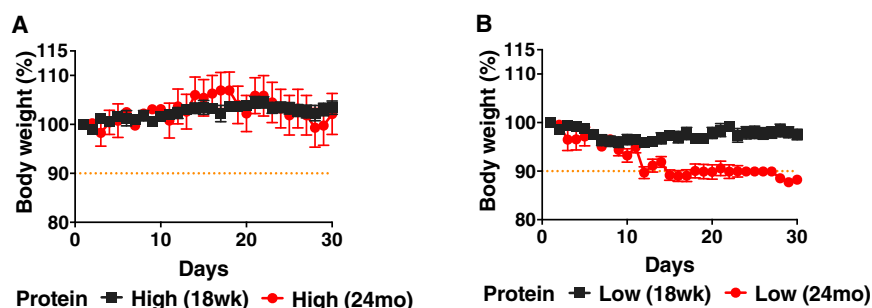 A
Body weight (%)
115
110
100
90
80
0
10
20
30
Days
Protein High (18wk) High (24mo)
B
Body weight (%)
115
110
100
90
80
0
10
20
30
Days
Protein Low (18wk) Low (24mo)